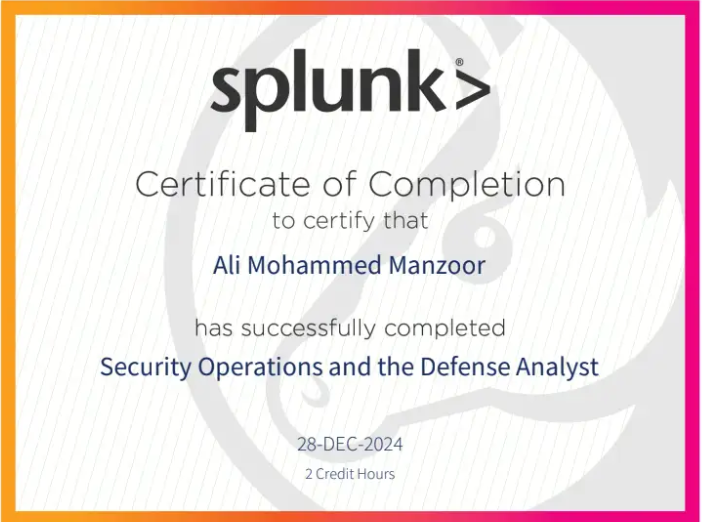 splunk®>
Certificate of Completion
to certify that
Ali Mohammed Manzoor
has successfully completed
Security Operations and the Defense Analyst
28-DEC-2024
2 Credit Hours